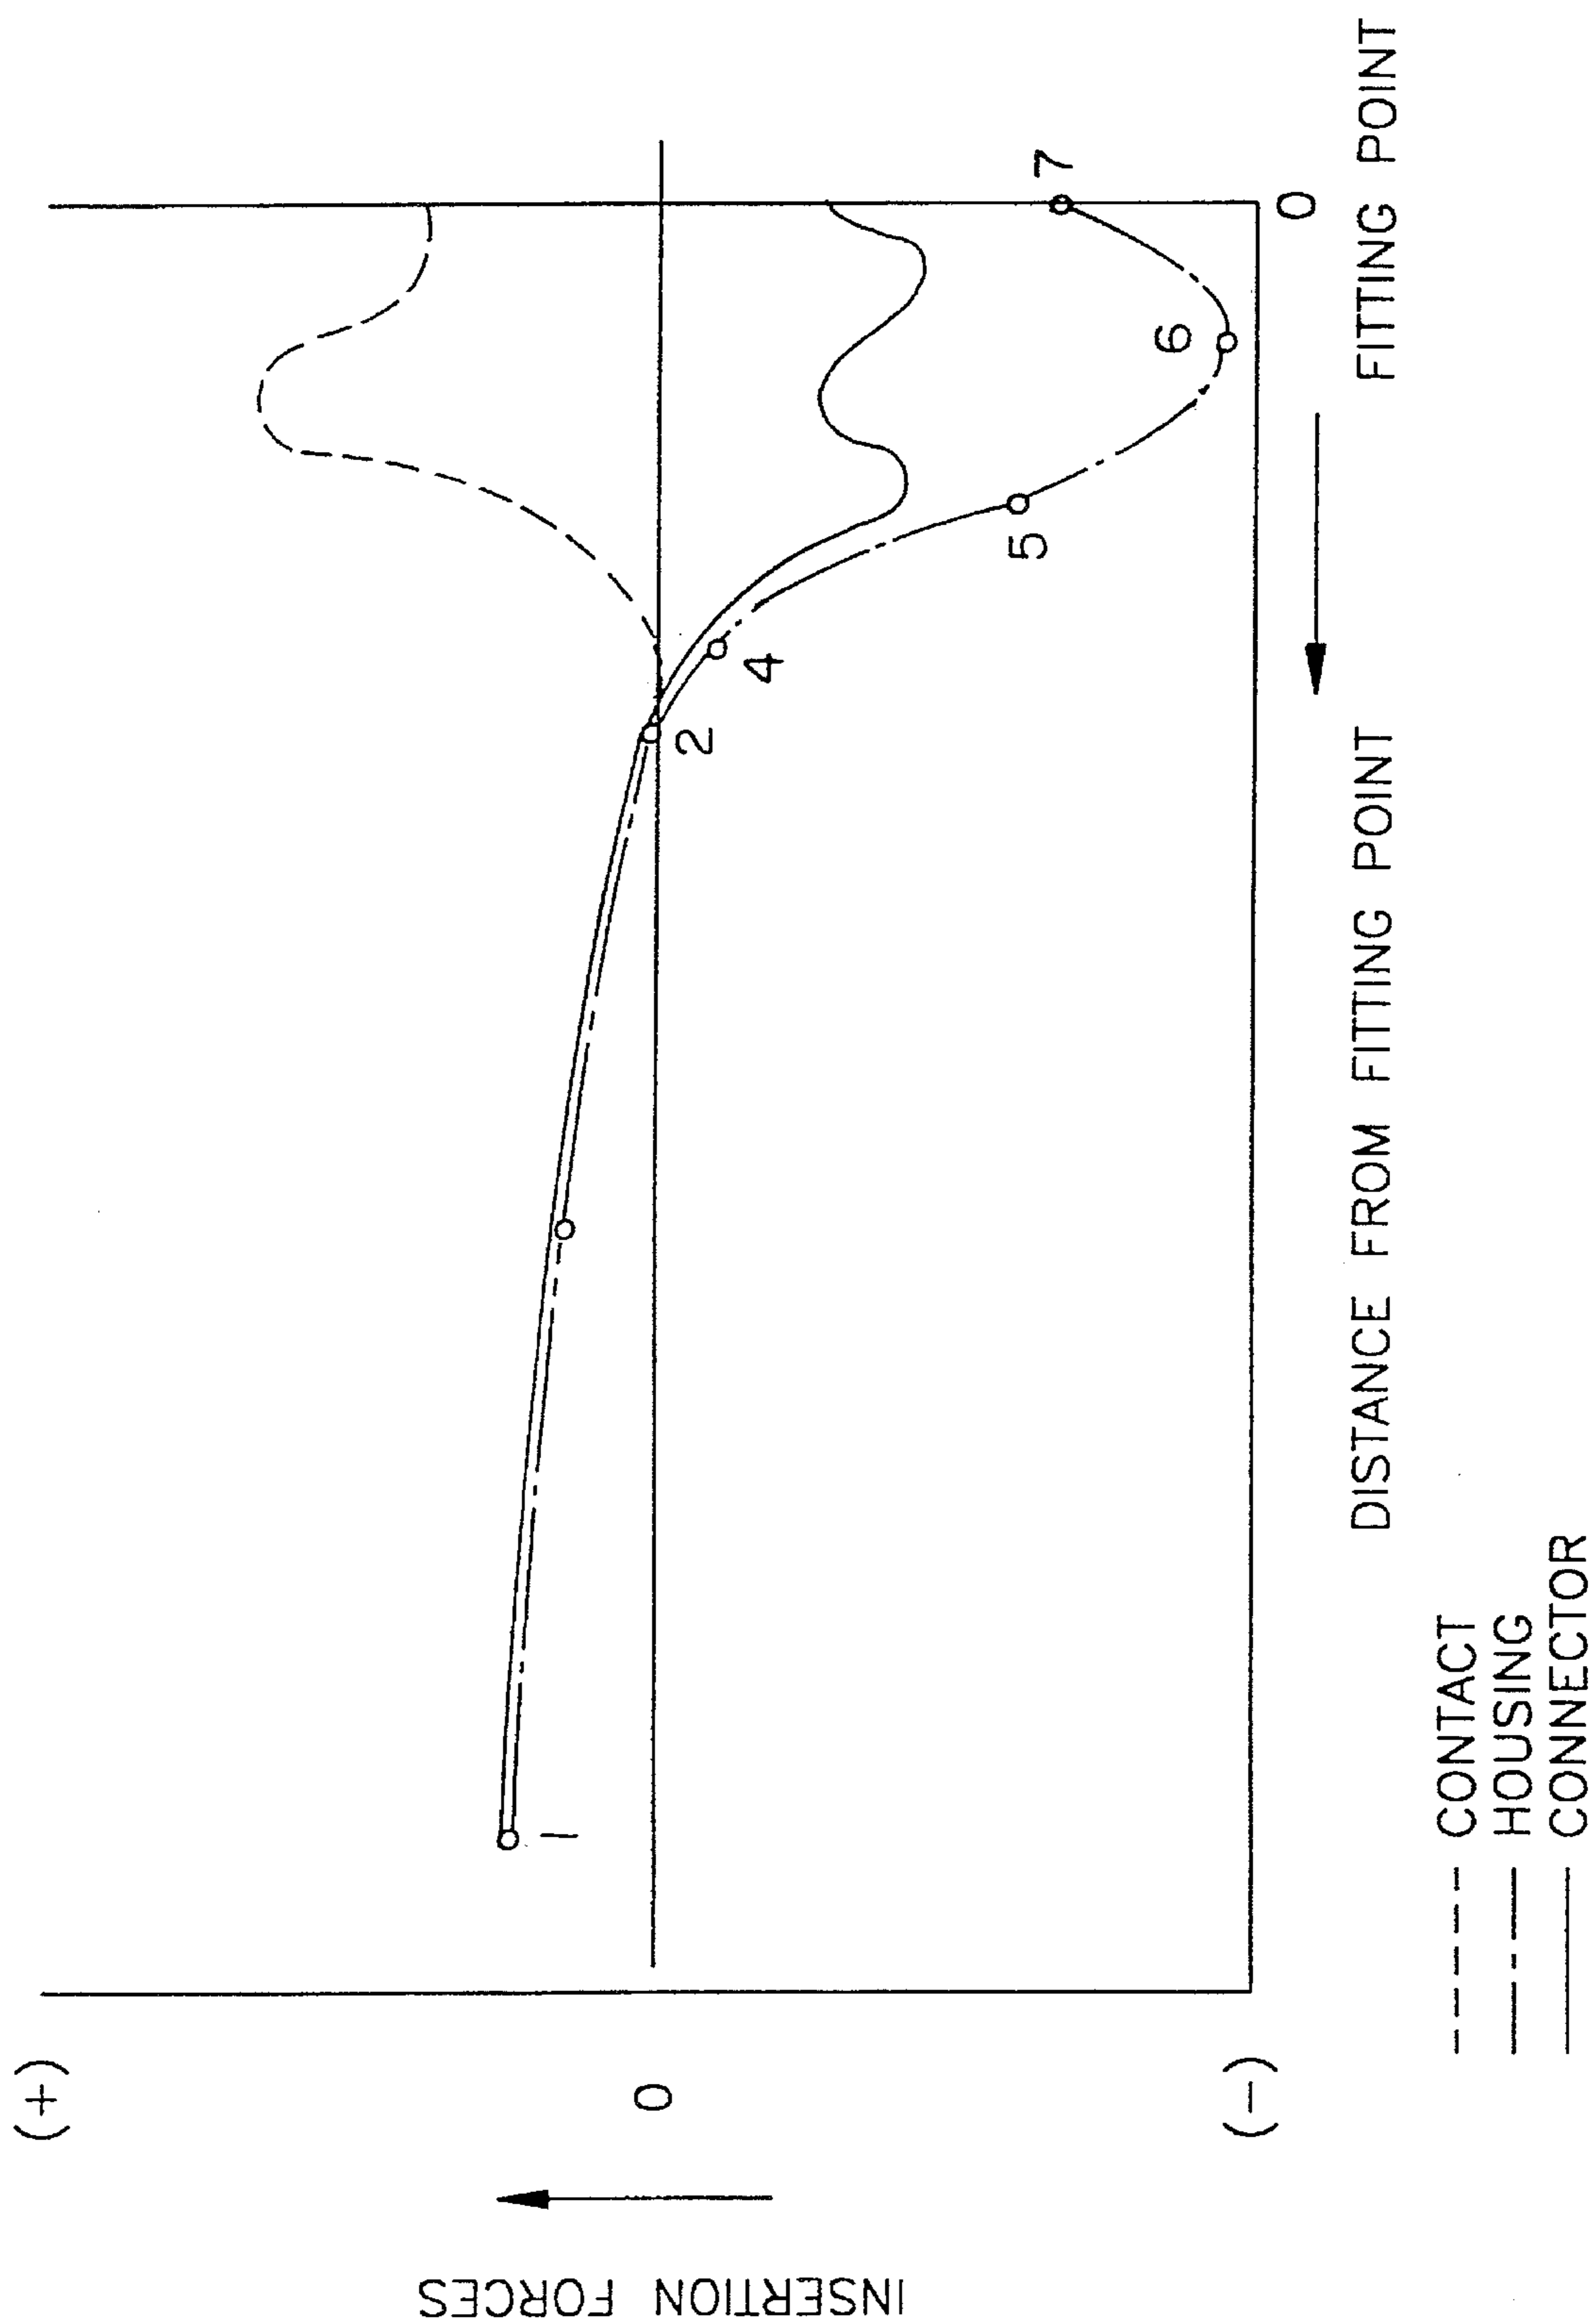 (+)
INSERTION FORCES
0
(-)
1
2
4
5
6
7
0
DISTANCE FROM FITTING POINT
FITTING POINT
CONTACT
HOUSING
CONNECTOR